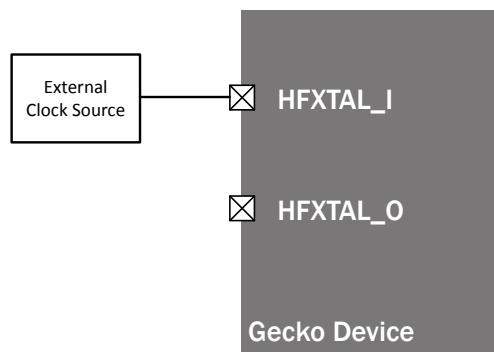 External
Clock Source
HFXTAL_I
HFXTAL_O
Gecko Device